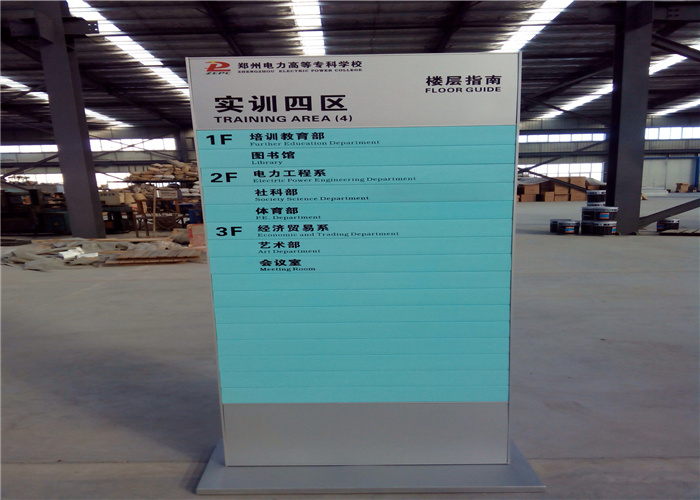 ZEPC
郑州电力高等专科学校
ZHENGZHOU ELECTRIC POWER COLLEGE
楼层指南
FLOOR GUIDE
实训四区
TRAINING AREA (4)
1F 培训教育部
Further Education Department
图书馆
Library
2F 电力工程系
Electric Power Engineering Department
社科部
Society Science Department
体育部
P.E. Department
3F 经济贸易系
Economic and Trading Department
艺术部
Art Department
会议室
Meeting Room